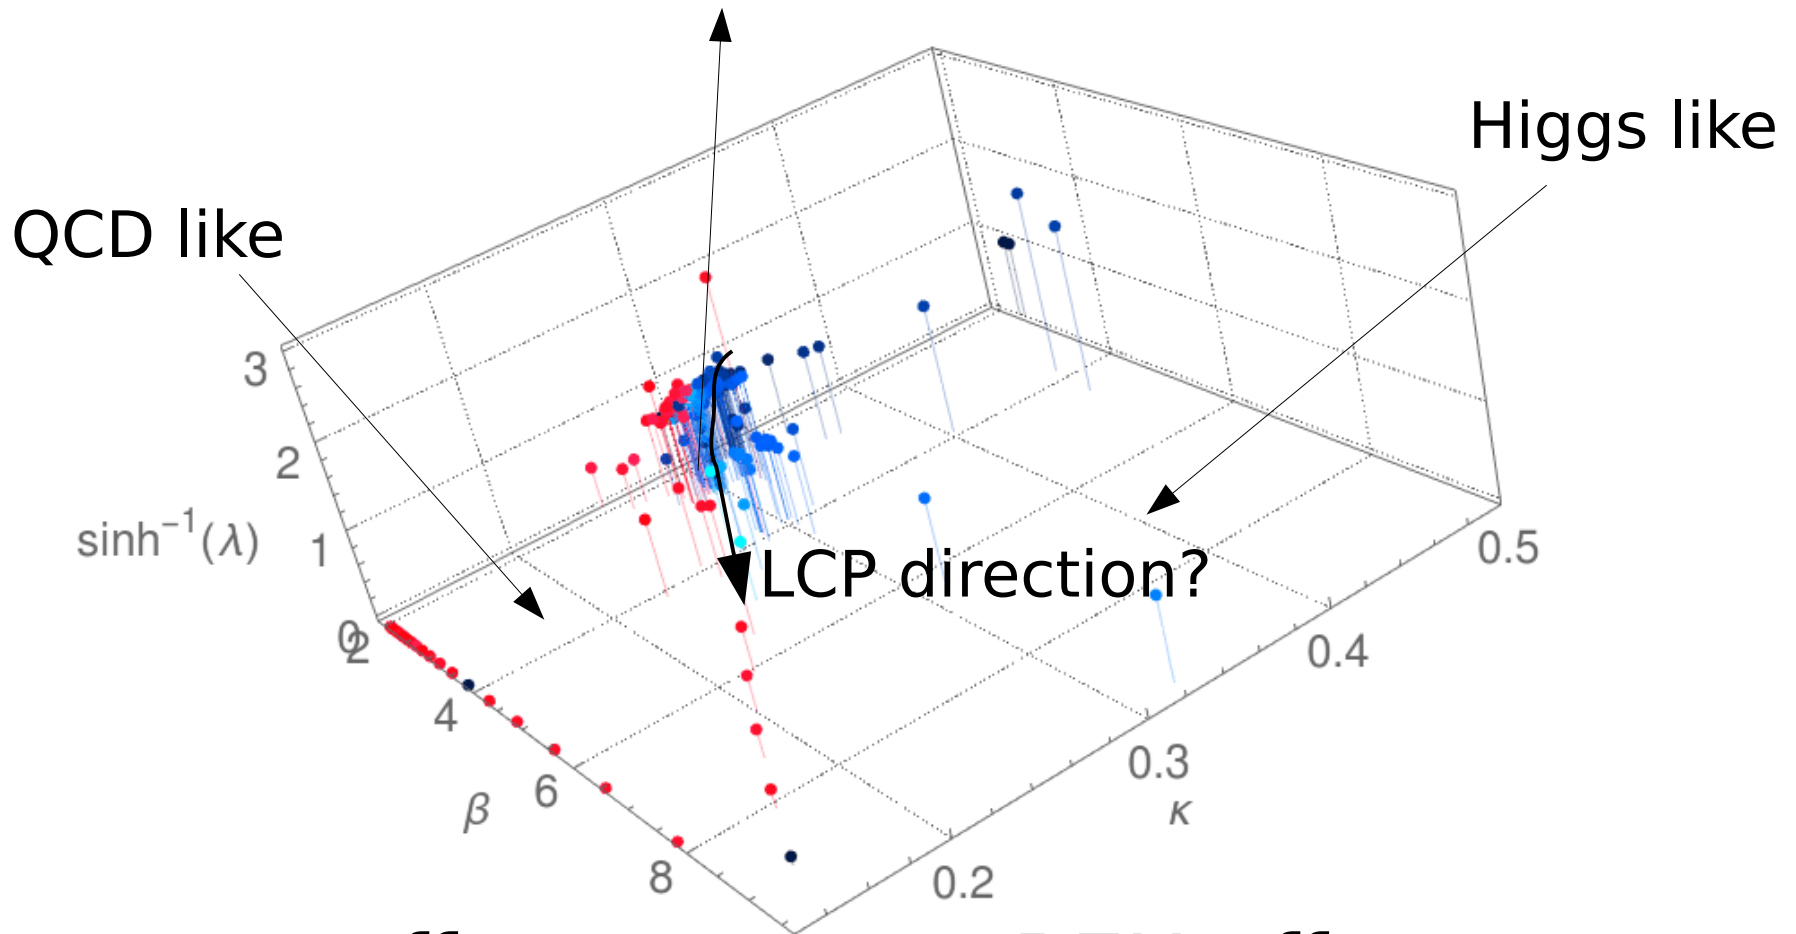 Higgs like
QCD like
3
2
sinh⁻¹(λ)
1
0
2
LCP direction?
0.5
0.4
4
0.3
6
β
κ
8
0.2